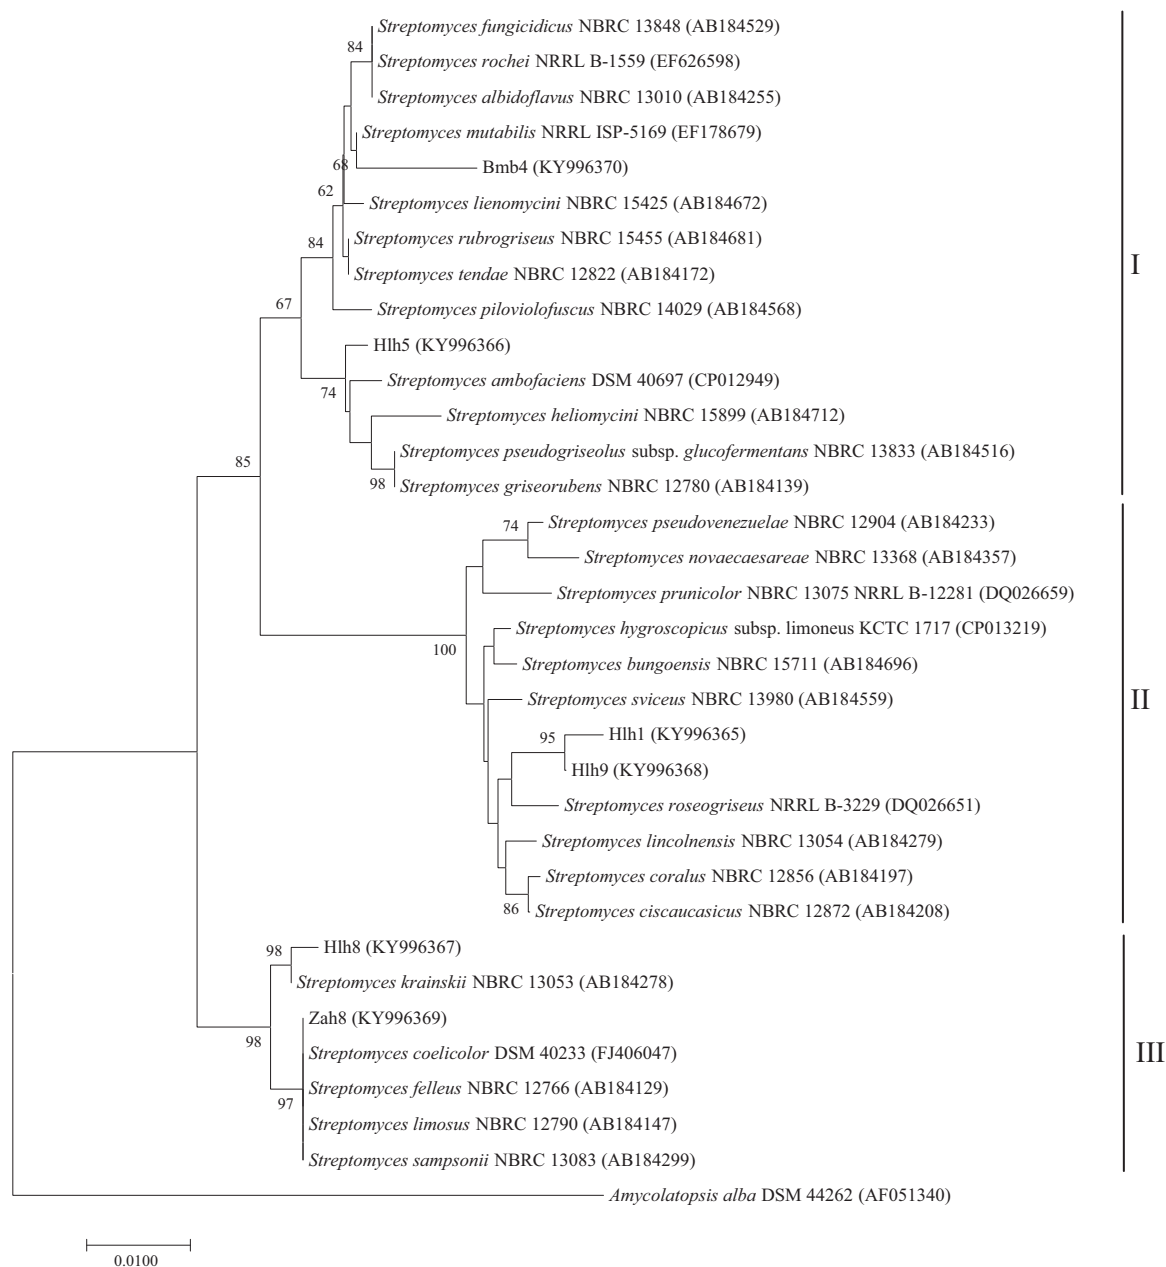 Streptomyces fungicidicus NBRC 13848 (AB184529)
84
Streptomyces rochei NRRL B-1559 (EF626598)
Streptomyces albidoflavus NBRC 13010 (AB184255)
Streptomyces mutabilis NRRL ISP-5169 (EF178679)
68
Bmb4 (KY996370)
62
Streptomyces lienomycini NBRC 15425 (AB184672)
84
Streptomyces rubrogriseus NBRC 15455 (AB184681)
I
Streptomyces tendae NBRC 12822 (AB184172)
67
Streptomyces piloviolofuscus NBRC 14029 (AB184568)
Hlh5 (KY996366)
74
Streptomyces ambofaciens DSM 40697 (CP012949)
Streptomyces heliomycini NBRC 15899 (AB184712)
85
Streptomyces pseudogriseolus subsp. glucofermentans NBRC 13833 (AB184516)
98
Streptomyces griseorubens NBRC 12780 (AB184139)
74
Streptomyces pseudovenezuelae NBRC 12904 (AB184233)
Streptomyces novaecaesareae NBRC 13368 (AB184357)
Streptomyces prunicolor NBRC 13075 NRRL B-12281 (DQ026659)
Streptomyces hygroscopicus subsp. limoneus KCTC 1717 (CP013219)
100
Streptomyces bungoensis NBRC 15711 (AB184696)
Streptomyces sviceus NBRC 13980 (AB184559)
II
95
Hlh1 (KY996365)
Hlh9 (KY996368)
Streptomyces roseogriseus NRRL B-3229 (DQ026651)
Streptomyces lincolnensis NBRC 13054 (AB184279)
Streptomyces coralus NBRC 12856 (AB184197)
86
Streptomyces ciscaucasicus NBRC 12872 (AB184208)
98
Hlh8 (KY996367)
Streptomyces krainskii NBRC 13053 (AB184278)
Zah8 (KY996369)
98
Streptomyces coelicolor DSM 40233 (FJ406047)
III
Streptomyces felleus NBRC 12766 (AB184129)
97
Streptomyces limosus NBRC 12790 (AB184147)
Streptomyces sampsonii NBRC 13083 (AB184299)
Amycolatopsis alba DSM 44262 (AF051340)
0.0100